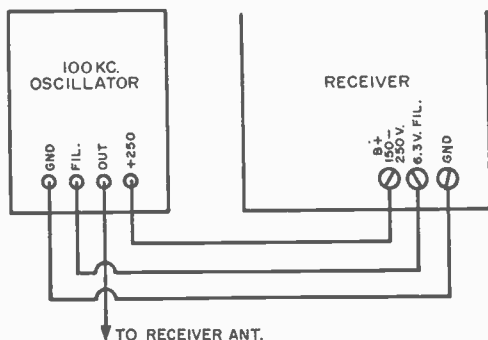 100 KC.
OSCILLATOR
GND
FIL.
OUT
+250
RECEIVER
B+
150-
250 V.
6.3 V. FIL.
GND
TO RECEIVER ANT.